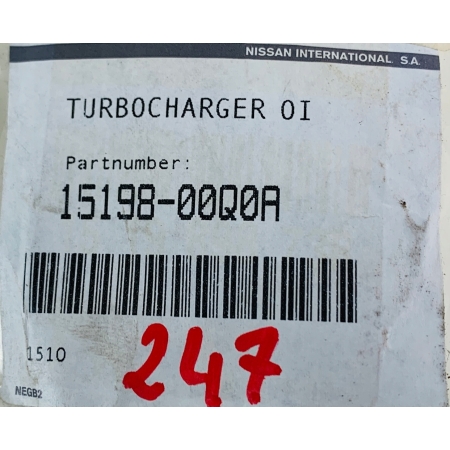 NISSAN INTERNATIONAL S.A.
TURBOCHARGER OI
Partnumber:
15198-00Q0A
1510
247
NEGB2